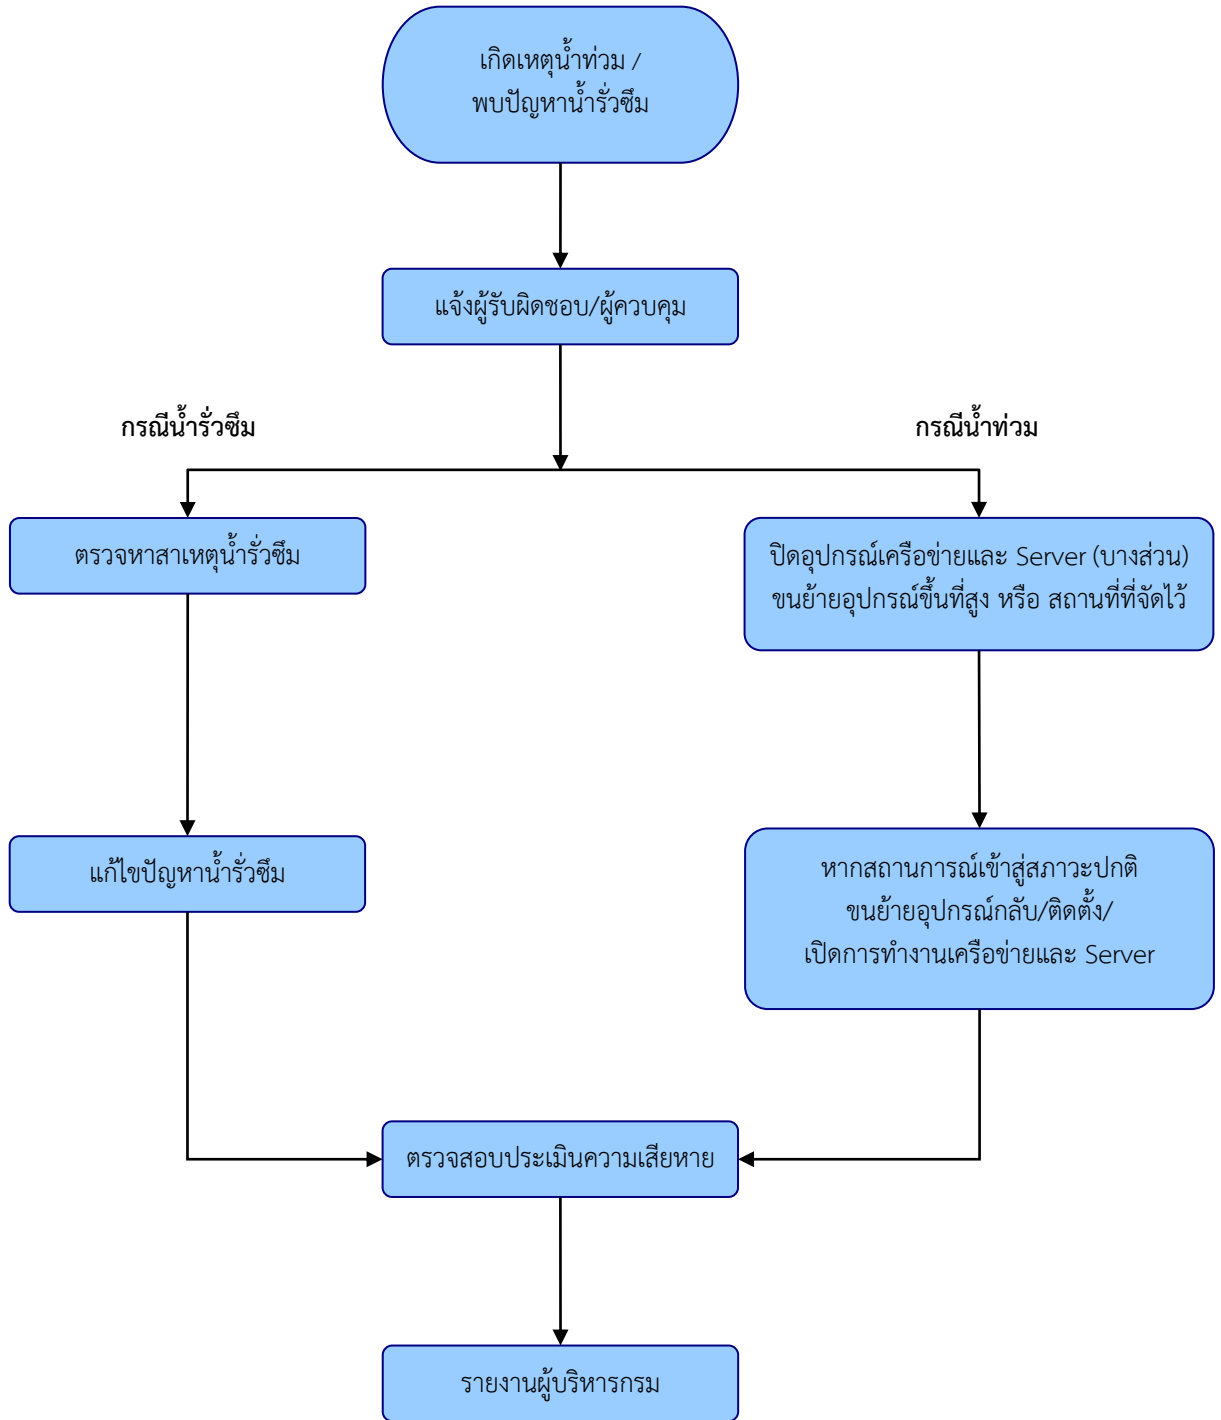 เกิดเหตุน้ำท่วม /
พบปัญหาน้ำรั่วซึม
แจ้งผู้รับผิดชอบ/ผู้ควบคุม
กรณีน้ำรั่วซึม
กรณีน้ำท่วม
ตรวจหาสาเหตุน้ำรั่วซึม
ปิดอุปกรณ์เครือข่ายและ Server (บางส่วน)
ขนย้ายอุปกรณ์ขึ้นที่สูง หรือ สถานที่ที่จัดไว้
แก้ไขปัญหาน้ำรั่วซึม
หากสถานการณ์เข้าสู่สภาวะปกติ
ขนย้ายอุปกรณ์กลับ/ติดตั้ง/
เปิดการทำงานเครือข่ายและ Server
ตรวจสอบประเมินความเสียหาย
รายงานผู้บริหารกรม